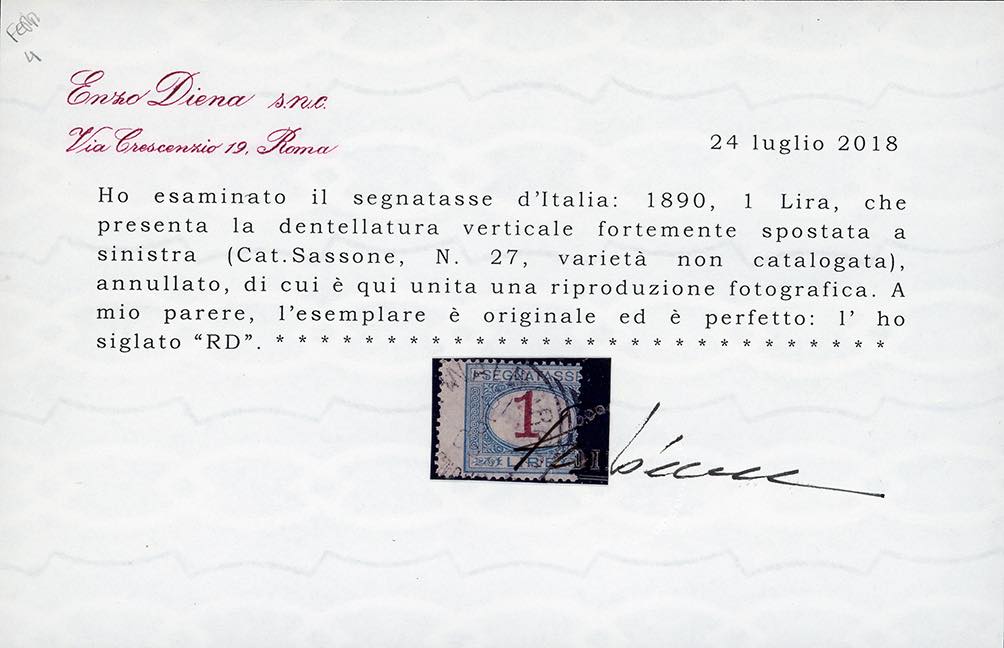 Enzo Diena s.n.c.
Via Crescenzio 19, Roma
24 luglio 2018
Ho esaminato il segnatasse d'Italia: 1890, 1 Lira, che
presenta la dentellatura verticale fortemente spostata a
sinistra (Cat.Sassone, N. 27, varietà non catalogata),
annullato, di cui è qui unita una riproduzione fotografica. A
mio parere, l'esemplare è originale ed è perfetto: l' ho
siglato “RD”. * * * * * * * * * * * * * * * * * * * * * * * * * * * *
SEGNATASS
1
LIRE